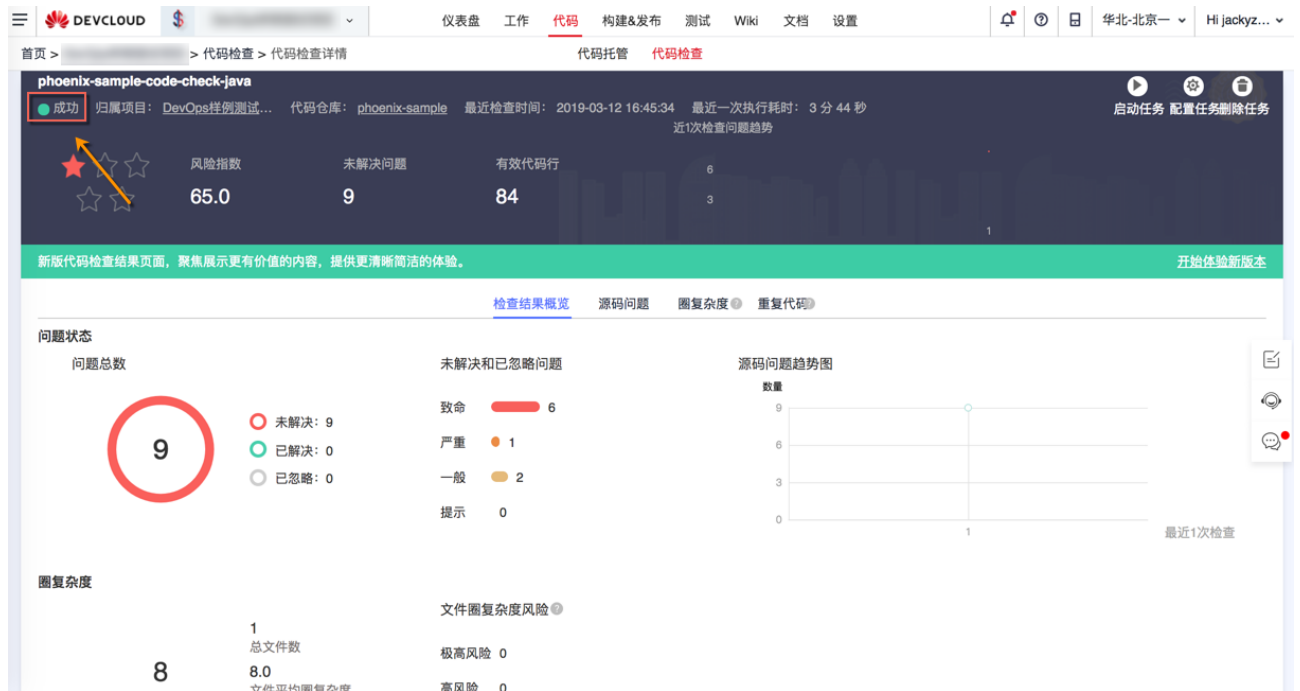 DEVCLOUD 仪表盘 工作 代码 构建&发布 测试 Wiki 文档 设置 华北-北京一 Hi jackyz...
首页 > > 代码检查 > 代码检查详情 代码托管 代码检查
phoenix-sample-code-check-java
成功 归属项目： DevOps样例测试... 代码仓库： phoenix-sample 最近检查时间： 2019-03-12 16:45:34 最近一次执行耗时： 3 分 44 秒 启动任务 配置任务 删除任务
近1次检查问题趋势
风险指数 未解决问题 有效代码行
6
65.0 9 84
3
1
新版代码检查结果页面，聚焦展示更有价值的内容，提供更清晰简洁的体验。 开始体验新版本
检查结果概览 源码问题 圈复杂度 重复代码
问题状态
问题总数 未解决和已忽略问题 源码问题趋势图
数量
致命 6 9
未解决：9
严重 1 6
9 已解决：0
已忽略：0 一般 2 3
提示 0 0
1 最近1次检查
圈复杂度
文件圈复杂度风险
1
总文件数
极高风险 0
8 8.0
文件平均圈复杂度 高风险 0